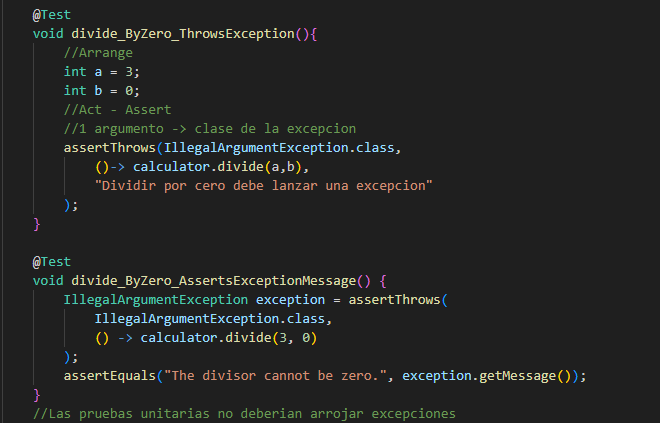 @Test
void divide_ByZero_ThrowsException(){
//Arrange
int a = 3;
int b = 0;
//Act - Assert
//1 argumento -> clase de la excepcion
assertThrows(IllegalArgumentException.class,
()-> calculator.divide(a,b),
"Dividir por cero debe lanzar una excepcion"
);
}
@Test
void divide_ByZero_AssertsExceptionMessage() {
IllegalArgumentException exception = assertThrows(
IllegalArgumentException.class,
() -> calculator.divide(3, 0)
);
assertEquals("The divisor cannot be zero.", exception.getMessage());
}
//Las pruebas unitarias no deberian arrojar excepciones